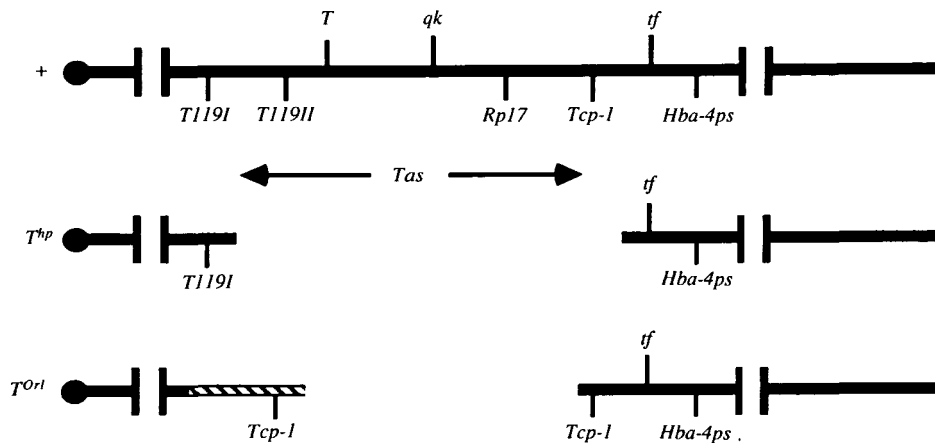 T qk tf
+
T119I T119II Rp17 Tcp-1 Hba-4ps
Tas
tf
T^hp
T119I Hba-4ps
tf
T^Orl
Tcp-1 Tcp-1 Hba-4ps